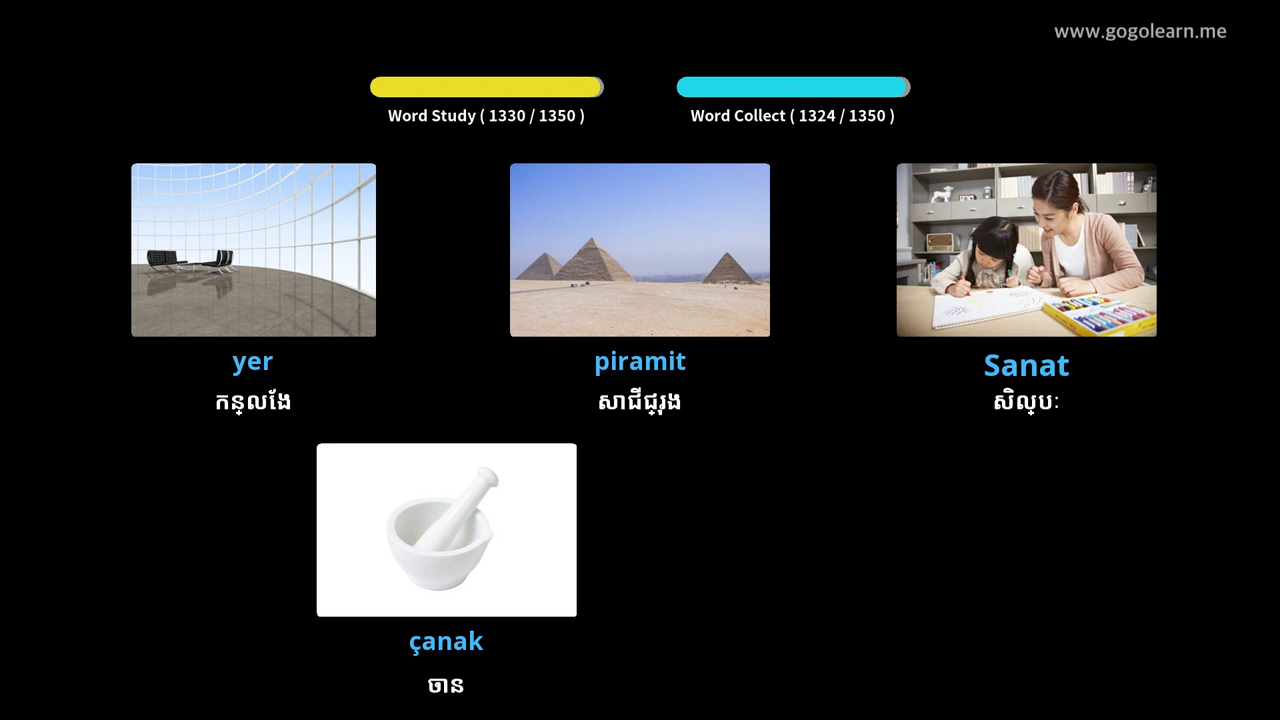 www.gogolearn.me
Word Study ( 1330 / 1350 )
Word Collect ( 1324 / 1350 )
yer
piramit
Sanat
កន្លែង
សាជីជ្រុង
សិល្បៈ
çanak
ចាន